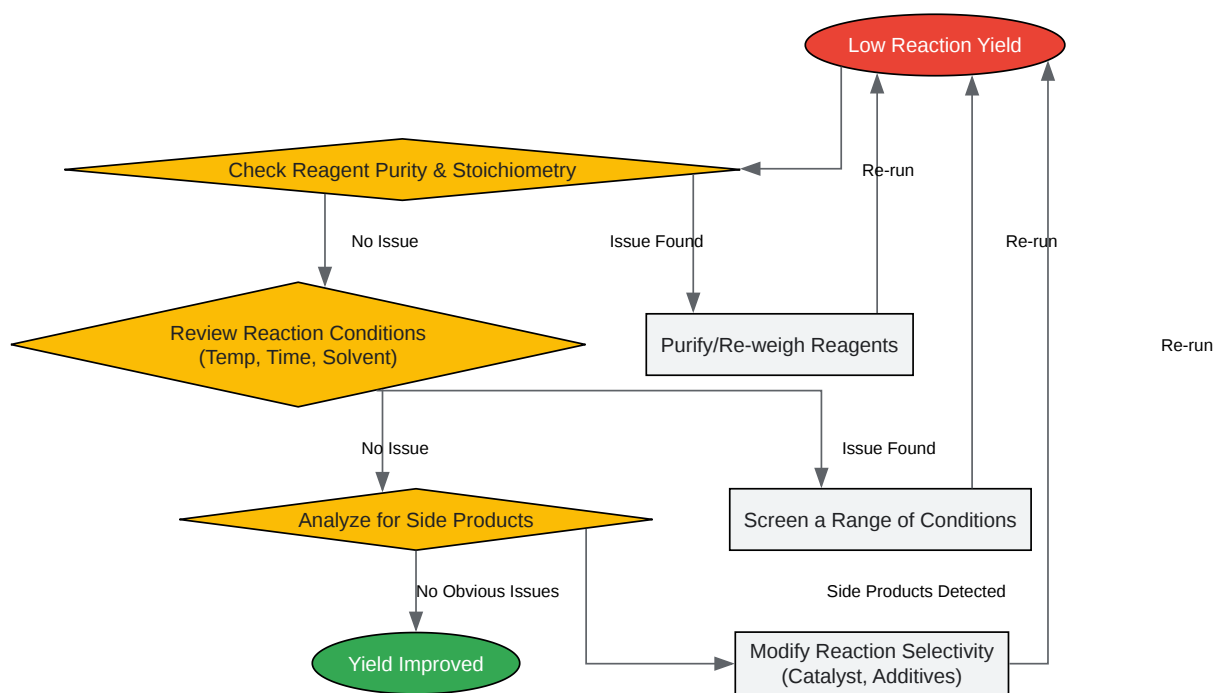 Low Reaction Yield
Check Reagent Purity & Stoichiometry
Re-run
No Issue
Issue Found
Re-run
Review Reaction Conditions
(Temp, Time, Solvent)
Purify/Re-weigh Reagents
Re-run
No Issue
Issue Found
Analyze for Side Products
Screen a Range of Conditions
No Obvious Issues
Side Products Detected
Yield Improved
Modify Reaction Selectivity
(Catalyst, Additives)